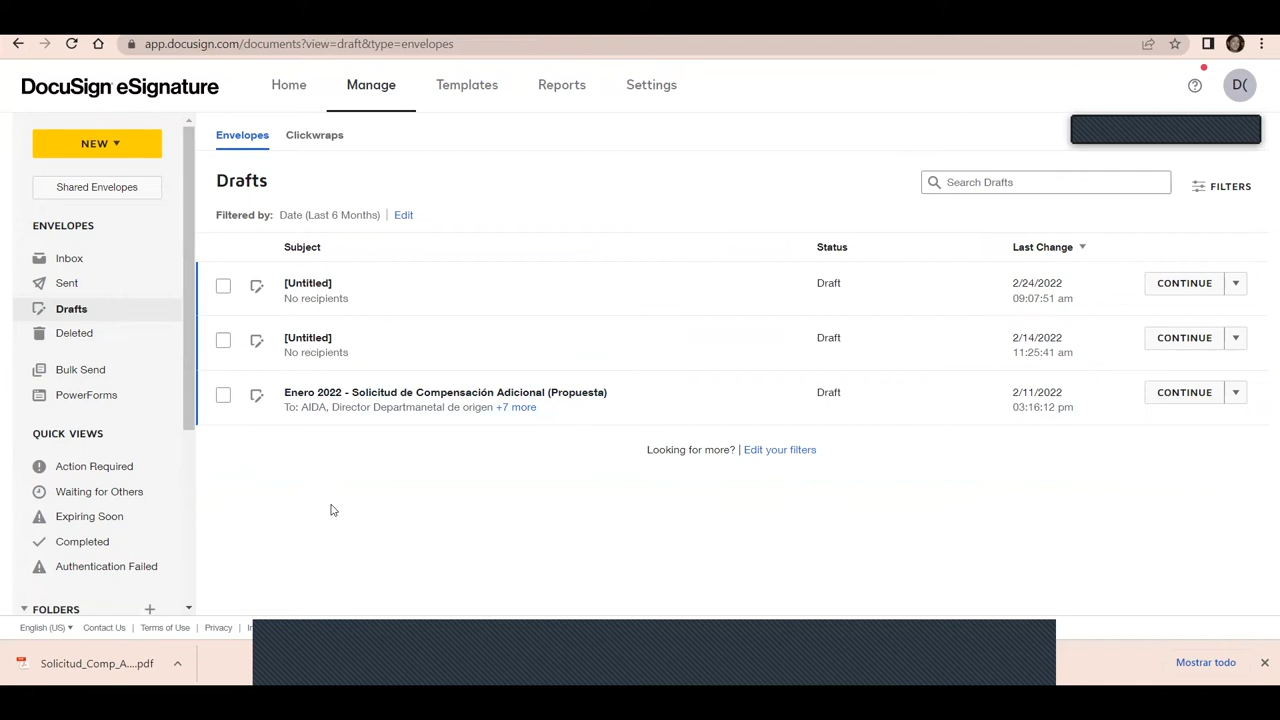 app.docusign.com/documents?view=draft&type=envelopes
DocuSign eSignature
Home
Manage
Templates
Reports
Settings
D(
NEW
Shared Envelopes
ENVELOPES
Inbox
Sent
Drafts
Deleted
Bulk Send
PowerForms
QUICK VIEWS
Action Required
Waiting for Others
Expiring Soon
Completed
Authentication Failed
FOLDERS
Envelopes
Clickwraps
Drafts
Search Drafts
FILTERS
Filtered by: Date (Last 6 Months) | Edit
Subject
Status
Last Change
[Untitled]
No recipients
Draft
2/24/2022
09:07:51 am
CONTINUE
[Untitled]
No recipients
Draft
2/14/2022
11:25:41 am
CONTINUE
Enero 2022 - Solicitud de Compensación Adicional (Propuesta)
To: AIDA, Director Departmanetal de origen +7 more
Draft
2/11/2022
03:16:12 pm
CONTINUE
Looking for more? | Edit your filters
English (US) | Contact Us | Terms of Use | Privacy |
Solicitud_Comp_A....pdf
Mostrar todo